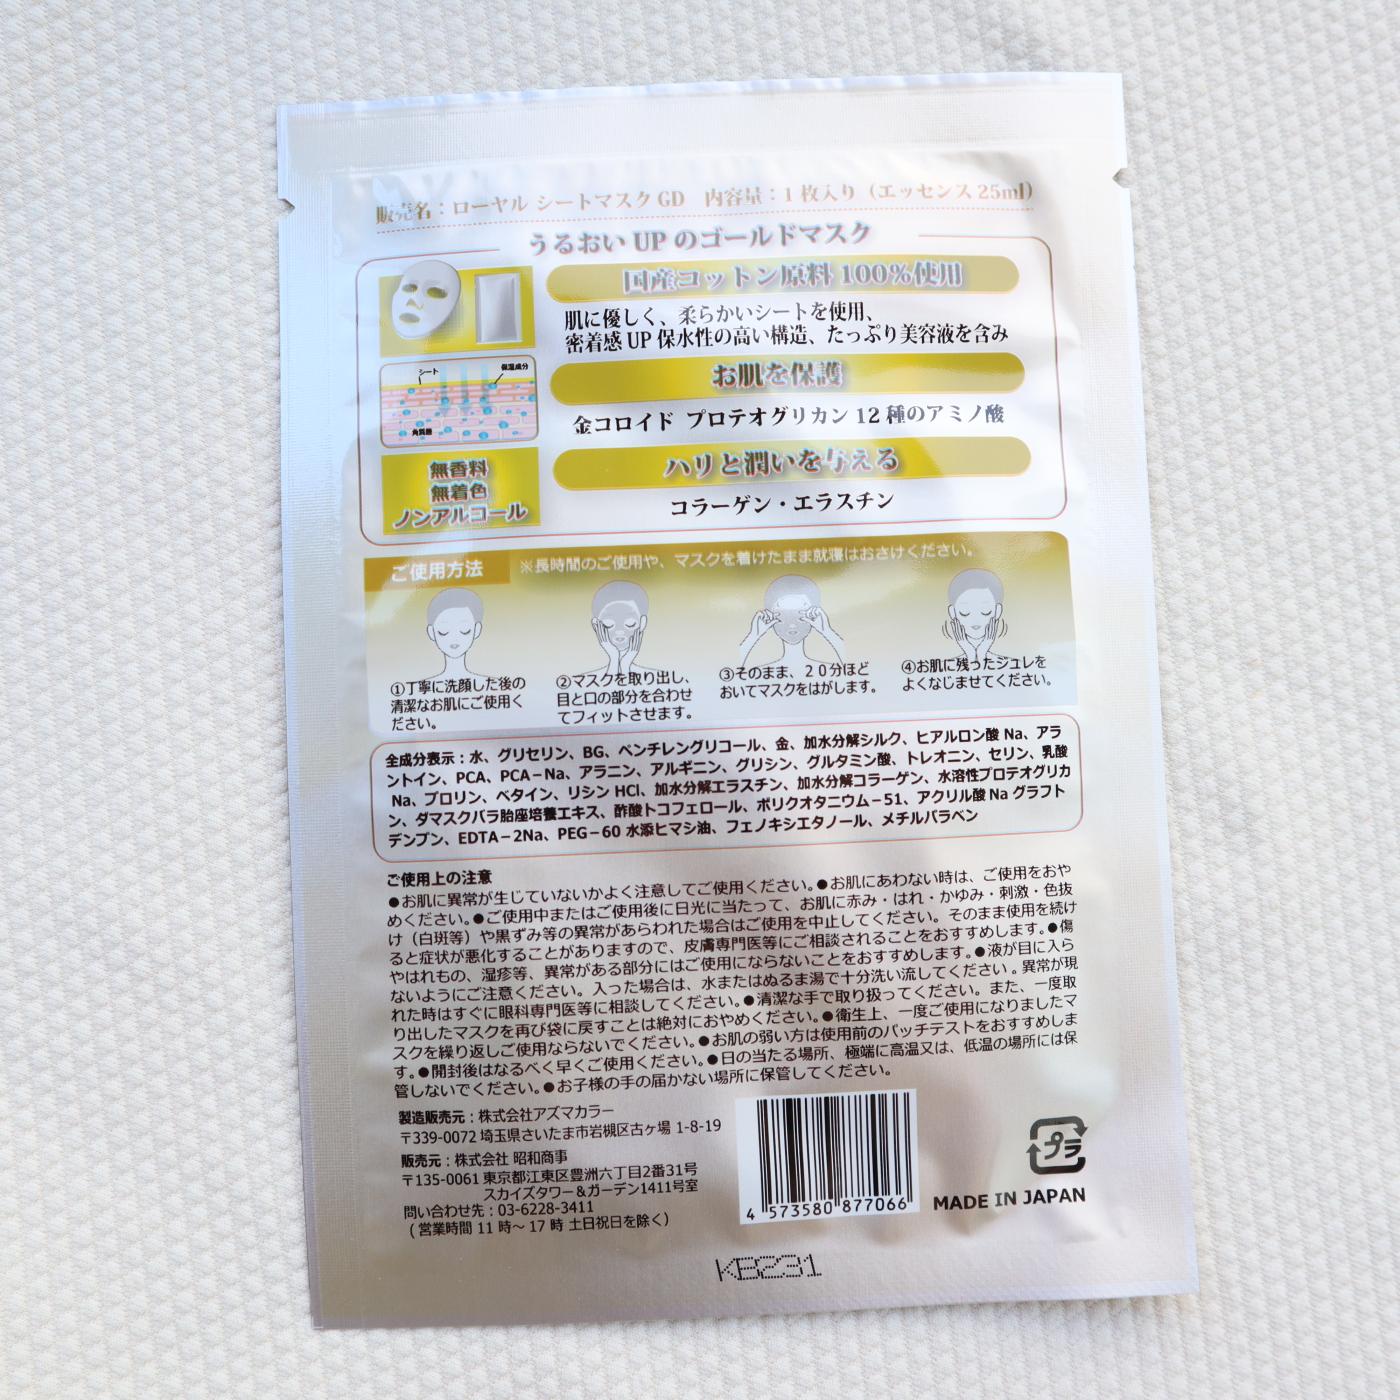 販売名：ローヤル シートマスク GD　内容量：1 枚入り（エッセンス 25ml）
うるおい UP のゴールドマスク
国産コットン原料 100%使用
肌に優しく、柔らかいシートを使用、
密着感 UP 保水性の高い構造、たっぷり美容液を含み
シート
保湿成分
角質層
お肌を保護
金コロイド プロテオグリカン 12 種のアミノ酸
無香料
無着色
ノンアルコール
ハリと潤いを与える
コラーゲン・エラスチン
ご使用方法　※長時間のご使用や、マスクを着けたまま就寝はおさけください。
①丁寧に洗顔した後の
清潔なお肌にご使用く
ださい。
②マスクを取り出し、
目と口の部分を合わせ
てフィットさせます。
③そのまま、２０分ほど
おいてマスクをはがします。
④お肌に残ったジュレを
よくなじませてください。
全成分表示：水、グリセリン、BG、ペンチレングリコール、金、加水分解シルク、ヒアルロン酸 Na、アラ
ントイン、PCA、PCA－Na、アラニン、アルギニン、グリシン、グルタミン酸、トレオニン、セリン、乳酸
Na、プロリン、ベタイン、リシン HCl、加水分解エラスチン、加水分解コラーゲン、水溶性プロテオグリカ
ン、ダマスクバラ胎座培養エキス、酢酸トコフェロール、ポリクオタニウム－51、アクリル酸 Na グラフト
デンプン、EDTA－2Na、PEG－60 水添ヒマシ油、フェノキシエタノール、メチルパラベン
ご使用上の注意
●お肌に異常が生じていないかよく注意してご使用ください。●お肌にあわない時は、ご使用をおや
めください。●ご使用中またはご使用後に日光に当たって、お肌に赤み・はれ・かゆみ・刺激・色抜
け（白斑等）や黒ずみ等の異常があらわれた場合はご使用を中止してください。そのまま使用を続け
ると症状が悪化することがありますので、皮膚専門医等にご相談されることをおすすめします。●傷
やはれもの、湿疹等、異常がある部分にはご使用にならないことをおすすめします。●液が目に入ら
ないようにご注意ください。入った場合は、水またはぬるま湯で十分洗い流してください。異常が現
れた時はすぐに眼科専門医等に相談してください。●清潔な手で取り扱ってください。また、一度取
り出したマスクを再び袋に戻すことは絶対におやめください。●衛生上、一度ご使用になりましたマ
スクを繰り返しご使用ならないでください。●お肌の弱い方は使用前のパッチテストをおすすめしま
す。●開封後はなるべく早くご使用ください。●日の当たる場所、極端に高温又は、低温の場所には保
管しないでください。●お子様の手の届かない場所に保管してください。
製造販売元：株式会社アズマカラー
〒339-0072 埼玉県さいたま市岩槻区古ヶ場 1-8-19
販売元：株式会社 昭和商事
〒135-0061 東京都江東区豊洲六丁目2番31号
スカイズタワー＆ガーデン1411号室
問い合わせ先：03-6228-3411
(営業時間 11 時～ 17 時 土日祝日を除く)
4 573580 877066
プラ
MADE IN JAPAN
KB231